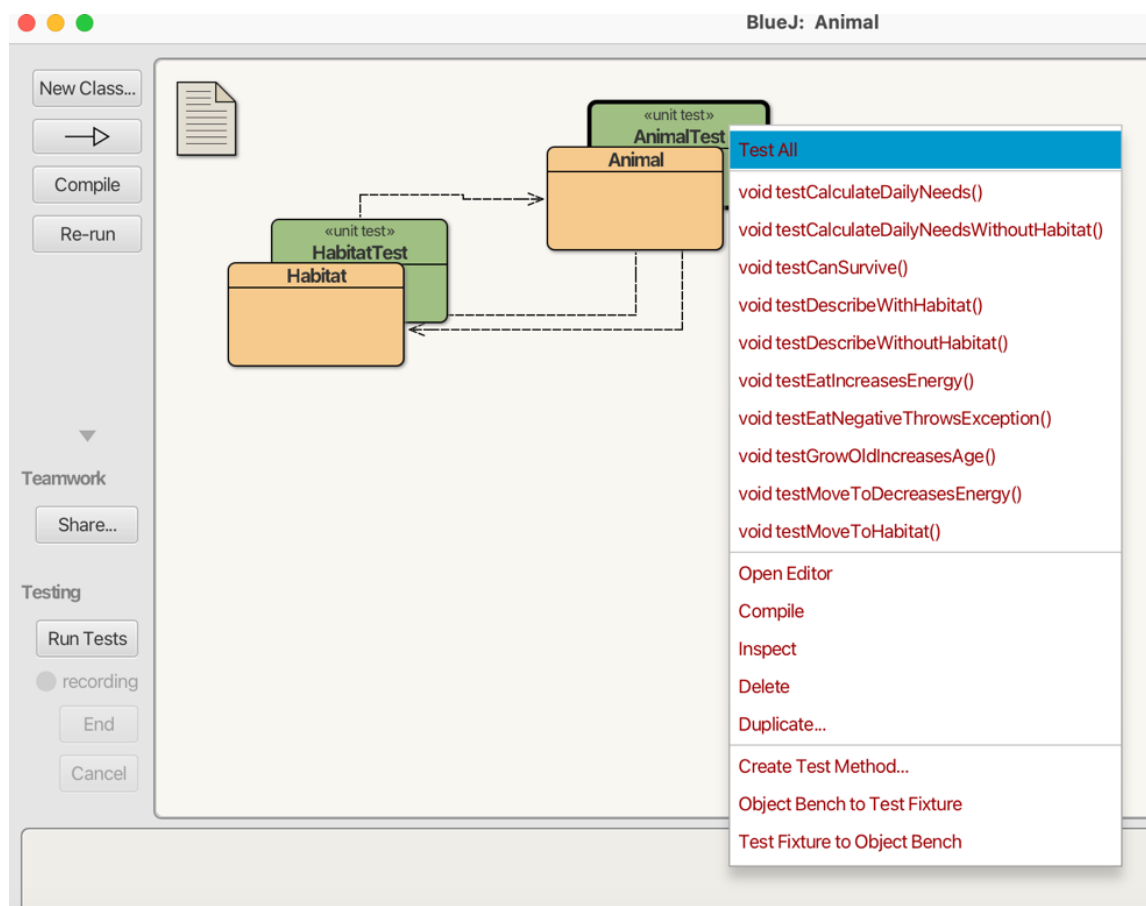 BlueJ: Animal
New Class...
Compile
Re-run
Teamwork
Share...
Testing
Run Tests
recording
End
Cancel
«unit test»
AnimalTest
Animal
«unit test»
HabitatTest
Habitat
Test All
void testCalculateDailyNeeds()
void testCalculateDailyNeedsWithoutHabitat()
void testCanSurvive()
void testDescribeWithHabitat()
void testDescribeWithoutHabitat()
void testEatIncreasesEnergy()
void testEatNegativeThrowsException()
void testGrowOldIncreasesAge()
void testMoveToDecreasesEnergy()
void testMoveToHabitat()
Open Editor
Compile
Inspect
Delete
Duplicate...
Create Test Method...
Object Bench to Test Fixture
Test Fixture to Object Bench